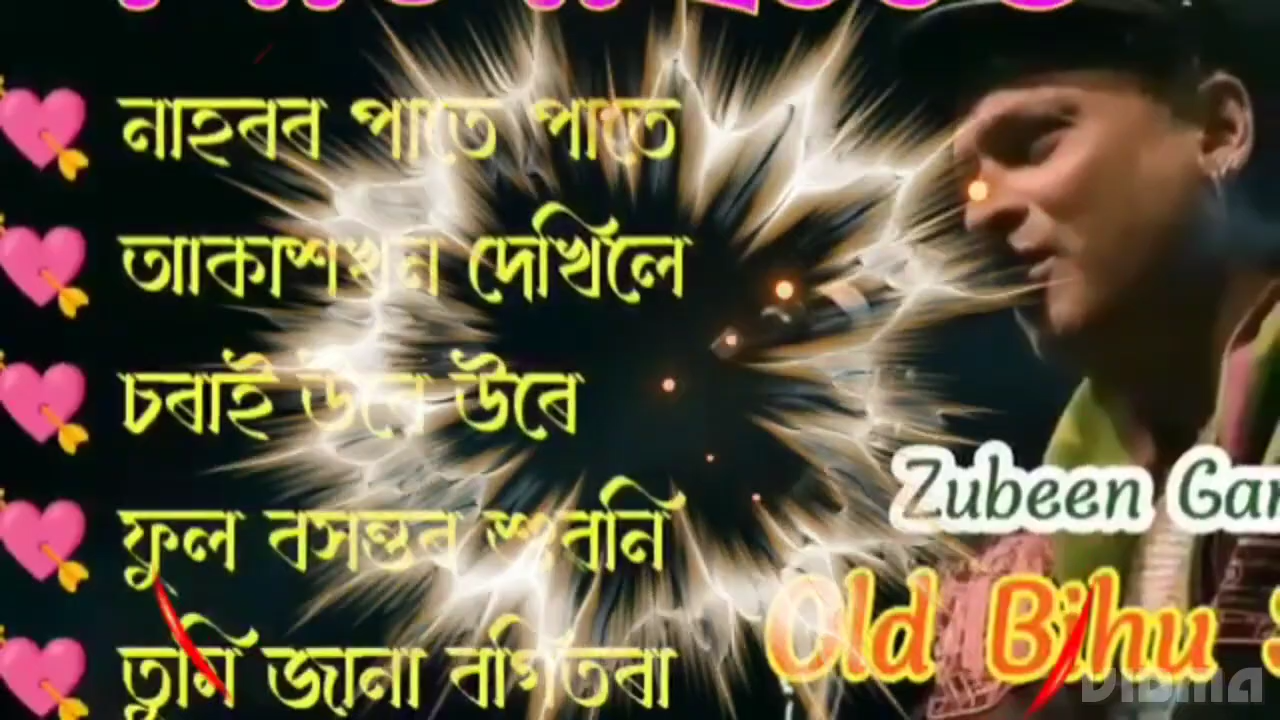 নাহৰৰ পাতে পাতে
আকাশখন দেখিলৈ
চৰাই উৰে উৰে
ফুল বসন্তৰ
তুমি জানা বগিতৰা
Zubeen Gar
Old Bihu S